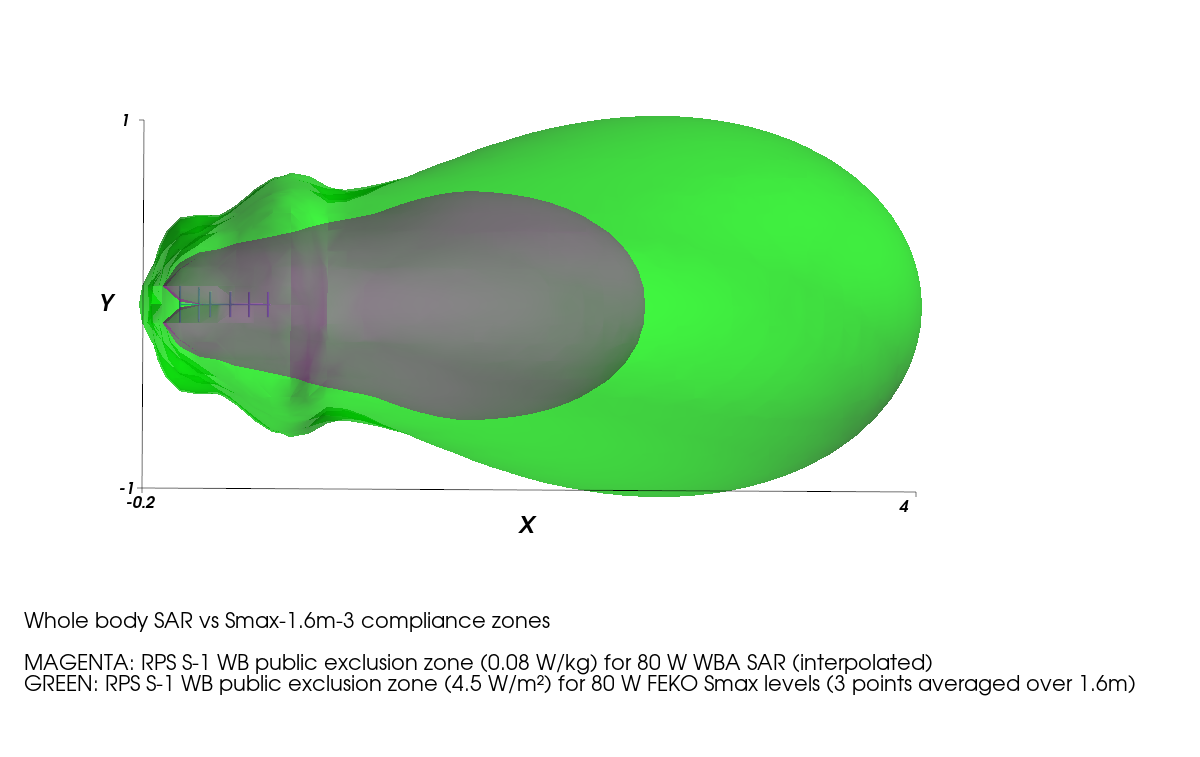 1
Y
-1
-0.2
4
X
Whole body SAR vs Smax-1.6m-3 compliance zones
MAGENTA: RPS S-1 WB public exclusion zone (0.08 W/kg) for 80 W WBA SAR (interpolated)
GREEN: RPS S-1 WB public exclusion zone (4.5 W/m²) for 80 W FEKO Smax levels (3 points averaged over 1.6m)